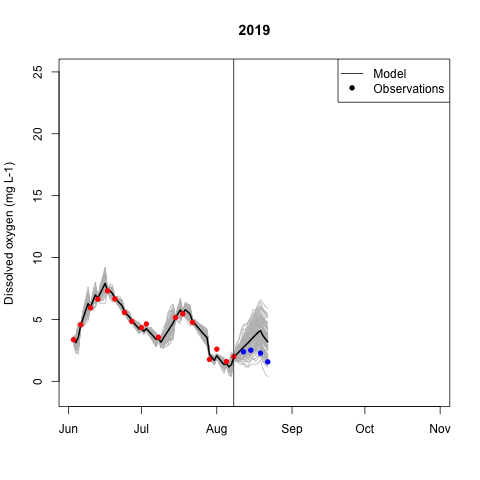 2019
Dissolved oxygen (mg L-1)
25
20
15
10
5
0
Model
Observations
Jun Jul Aug Sep Oct Nov